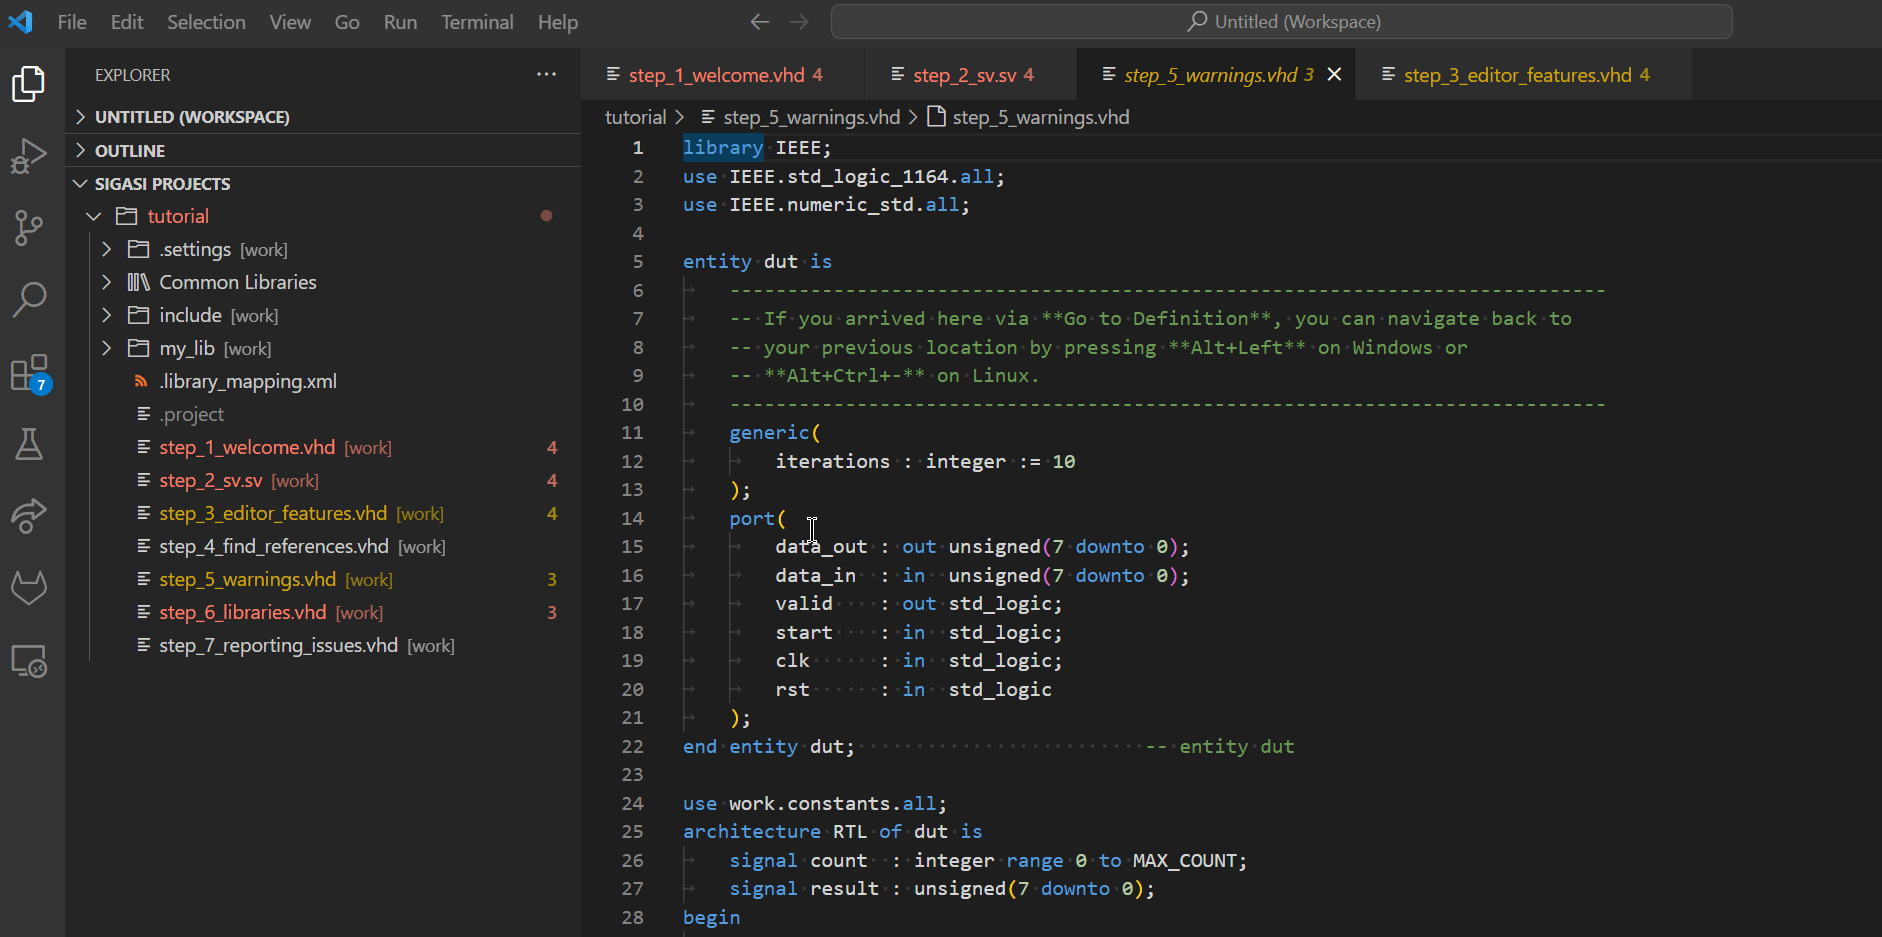 File Edit Selection View Go Run Terminal Help
Untitled (Workspace)
EXPLORER
UNTITLED (WORKSPACE)
OUTLINE
SIGASI PROJECTS
tutorial
.settings [work]
Common Libraries
include [work]
my_lib [work]
.library_mapping.xml
.project
step_1_welcome.vhd [work] 4
step_2_sv.sv [work] 4
step_3_editor_features.vhd [work] 4
step_4_find_references.vhd [work]
step_5_warnings.vhd [work] 3
step_6_libraries.vhd [work] 3
step_7_reporting_issues.vhd [work]
7
step_1_welcome.vhd 4
step_2_sv.sv 4
step_5_warnings.vhd 3
step_3_editor_features.vhd 4
tutorial > step_5_warnings.vhd > step_5_warnings.vhd
1 library IEEE;
2 use IEEE.std_logic_1164.all;
3 use IEEE.numeric_std.all;
4
5 entity dut is
6 ----------------------------------------------------------------------------
7 -- If you arrived here via **Go to Definition**, you can navigate back to
8 -- your previous location by pressing **Alt+Left** on Windows or
9 -- **Alt+Ctrl+-** on Linux.
10 ----------------------------------------------------------------------------
11 generic(
12 iterations : integer := 10
13 );
14 port(
15 data_out : out unsigned(7 downto 0);
16 data_in : in unsigned(7 downto 0);
17 valid : out std_logic;
18 start : in std_logic;
19 clk : in std_logic;
20 rst : in std_logic
21 );
22 end entity dut; -- entity dut
23
24 use work.constants.all;
25 architecture RTL of dut is
26 signal count : integer range 0 to MAX_COUNT;
27 signal result : unsigned(7 downto 0);
28 begin